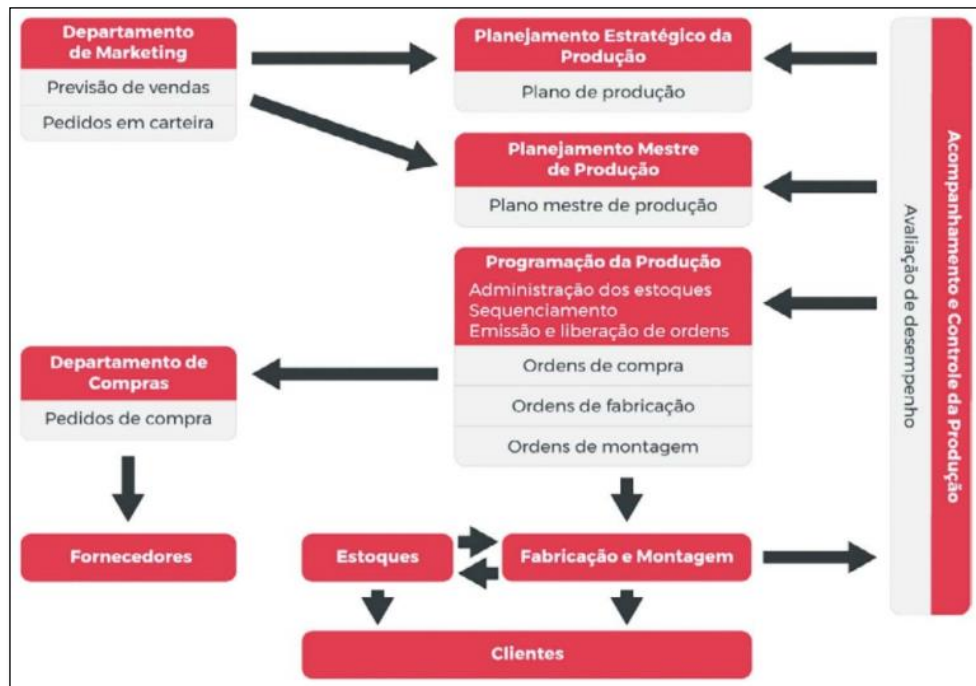 Departamento
de Marketing
Previsão de vendas
Pedidos em carteira
Planejamento Estratégico da
Produção
Plano de produção
Planejamento Mestre
de Produção
Plano mestre de produção
Programação da Produção
Administração dos estoques
Sequenciamento
Emissão e liberação de ordens
Ordens de compra
Ordens de fabricação
Ordens de montagem
Departamento de
Compras
Pedidos de compra
Fornecedores
Estoques
Fabricação e Montagem
Clientes
Acompanhamento e Controle da Produção
Avaliação de desempenho